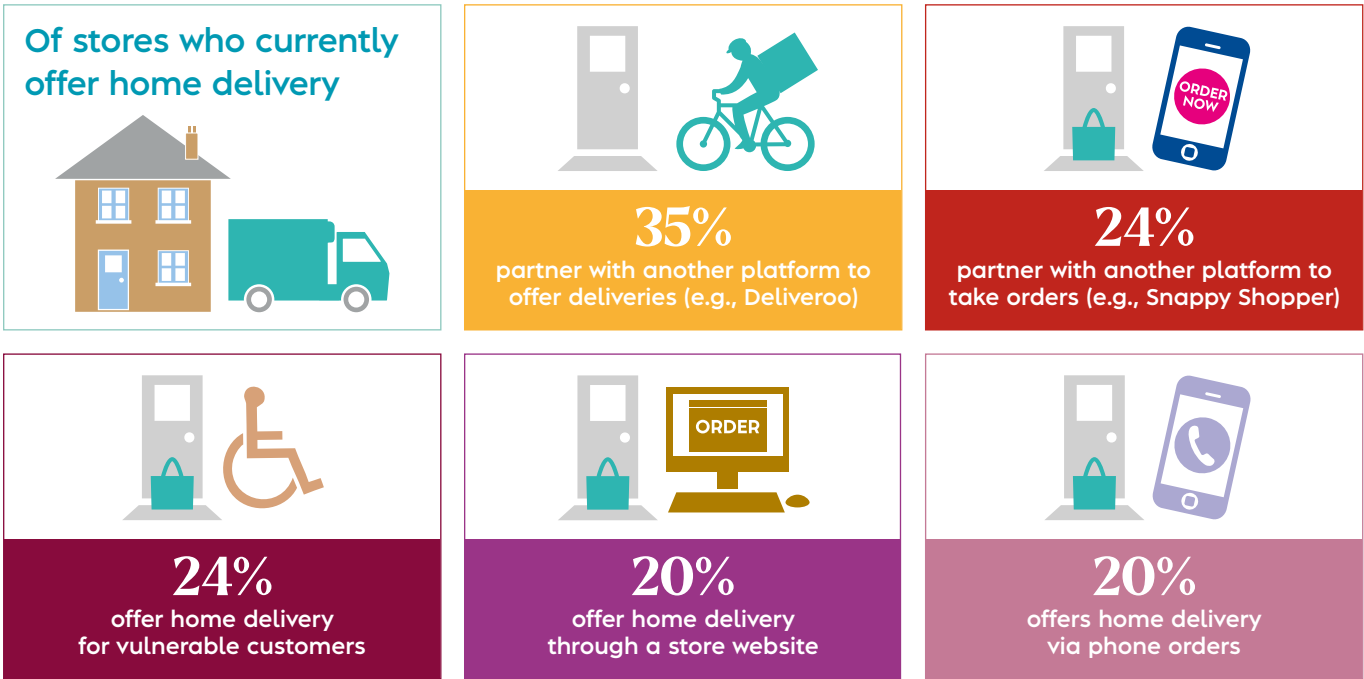 Of stores who currently
offer home delivery
35%
partner with another platform to
offer deliveries (e.g., Deliveroo)
ORDER
NOW
24%
partner with another platform to
take orders (e.g., Snappy Shopper)
24%
offer home delivery
for vulnerable customers
ORDER
20%
offer home delivery
through a store website
20%
offers home delivery
via phone orders